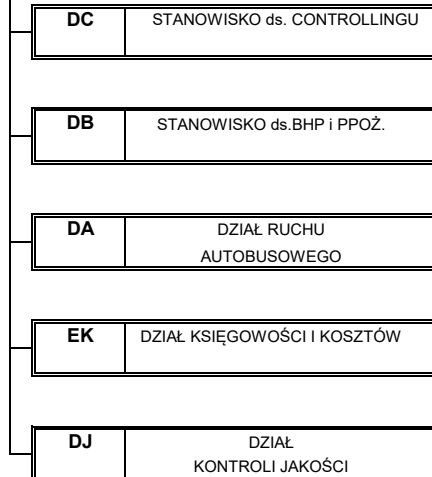 DC STANOWISKO ds. CONTROLLINGU
DB STANOWISKO ds.BHP i PPOŻ.
DA DZIAŁ RUCHU
AUTOBUSOWEGO
EK DZIAŁ KSIĘGOWOŚCI I KOSZTÓW
DJ DZIAŁ
KONTROLI JAKOŚCI